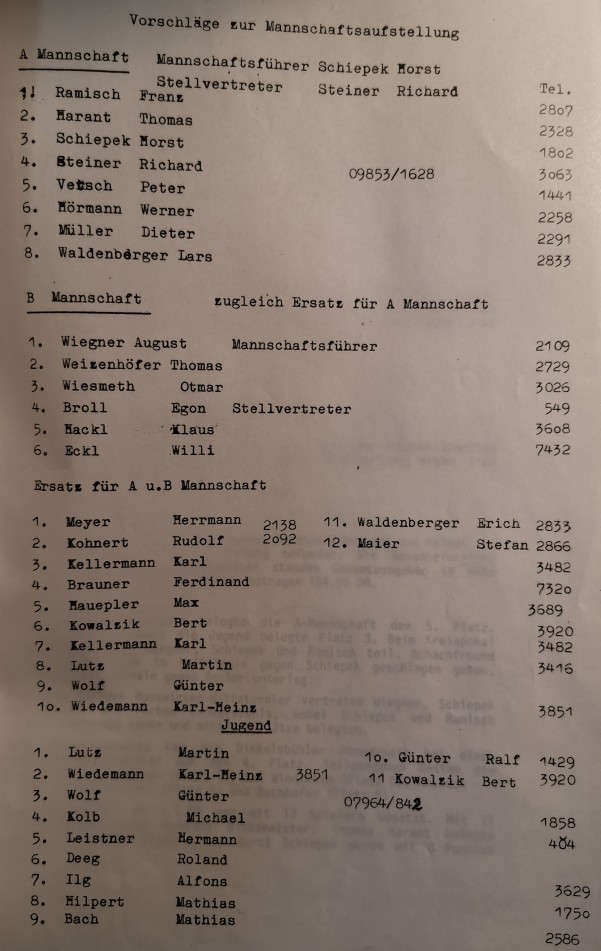 Vorschläge zur Mannschaftsaufstellung
A Mannschaft Mannschaftsführer Schiepek Horst
Stellvertreter Steiner Richard Tel.
1. Ramisch Franz 2807
2. Harant Thomas 2328
3. Schiepek Horst 1802
4. Steiner Richard 09853/1628 3063
5. Vetsch Peter 1441
6. Hörmann Werner 2258
7. Müller Dieter 2291
8. Waldenberger Lars 2833
B Mannschaft zugleich Ersatz für A Mannschaft
1. Wiegner August Mannschaftsführer 2109
2. Weizenhöfer Thomas 2729
3. Wiesmeth Otmar 3026
4. Broll Egon Stellvertreter 549
5. Hackl Klaus 3608
6. Eckl Willi 7432
Ersatz für A u.B Mannschaft
1. Meyer Herrmann 2138 11. Waldenberger Erich 2833
2. Kohnert Rudolf 2092 12. Maier Stefan 2866
3. Kellermann Karl 3482
4. Brauner Ferdinand 7320
5. Hauepler Max 3689
6. Kowalzik Bert 3920
7. Kellermann Karl 3482
8. Lutz Martin 3416
9. Wolf Günter
10. Wiedemann Karl-Heinz 3851
Jugend
1. Lutz Martin 10. Günter Ralf 1429
2. Wiedemann Karl-Heinz 3851 11 Kowalzik Bert 3920
3. Wolf Günter 07964/842
4. Kolb Michael 1858
5. Leistner Hermann 404
6. Deeg Roland
7. Ilg Alfons 3629
8. Hilpert Mathias 1750
9. Bach Mathias 2586